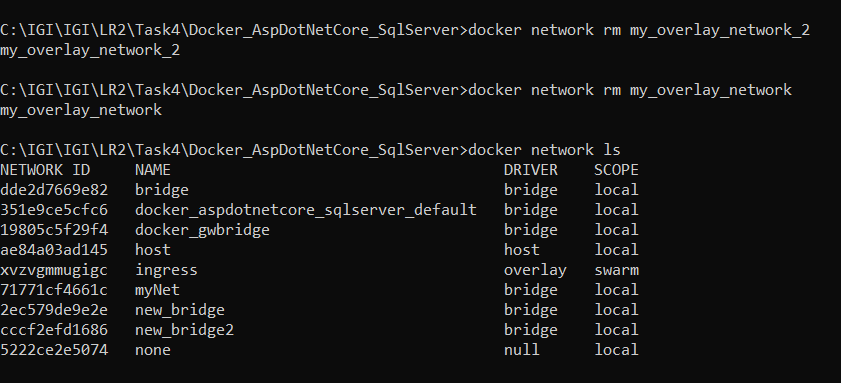 C:\IGI\IGI\LR2\Task4\Docker_AspDotNetCore_SqlServer>docker network rm my_overlay_network_2
my_overlay_network_2
C:\IGI\IGI\LR2\Task4\Docker_AspDotNetCore_SqlServer>docker network rm my_overlay_network
my_overlay_network
C:\IGI\IGI\LR2\Task4\Docker_AspDotNetCore_SqlServer>docker network ls
NETWORK ID     NAME                                    DRIVER    SCOPE
dde2d7669e82   bridge                                  bridge    local
351e9ce5cfc6   docker_aspdotnetcore_sqlserver_default   bridge    local
19805c5f29f4   docker_gwbridge                         bridge    local
ae84a03ad145   host                                    host      local
xvzvgmmugigc   ingress                                 overlay   swarm
71771cf4661c   myNet                                   bridge    local
2ec579de9e2e   new_bridge                              bridge    local
cccf2efd1686   new_bridge2                             bridge    local
5222ce2e5074   none                                    null      local